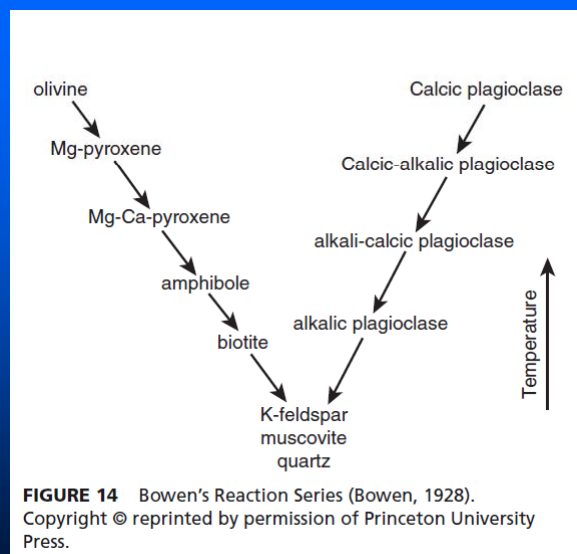 olivine
Calcic plagioclase
Mg-pyroxene
Calcic-alkalic plagioclase
Mg-Ca-pyroxene
alkali-calcic plagioclase
amphibole
alkalic plagioclase
biotite
Temperature
K-feldspar
muscovite
quartz
FIGURE 14 Bowen's Reaction Series (Bowen, 1928).
Copyright © reprinted by permission of Princeton University
Press.